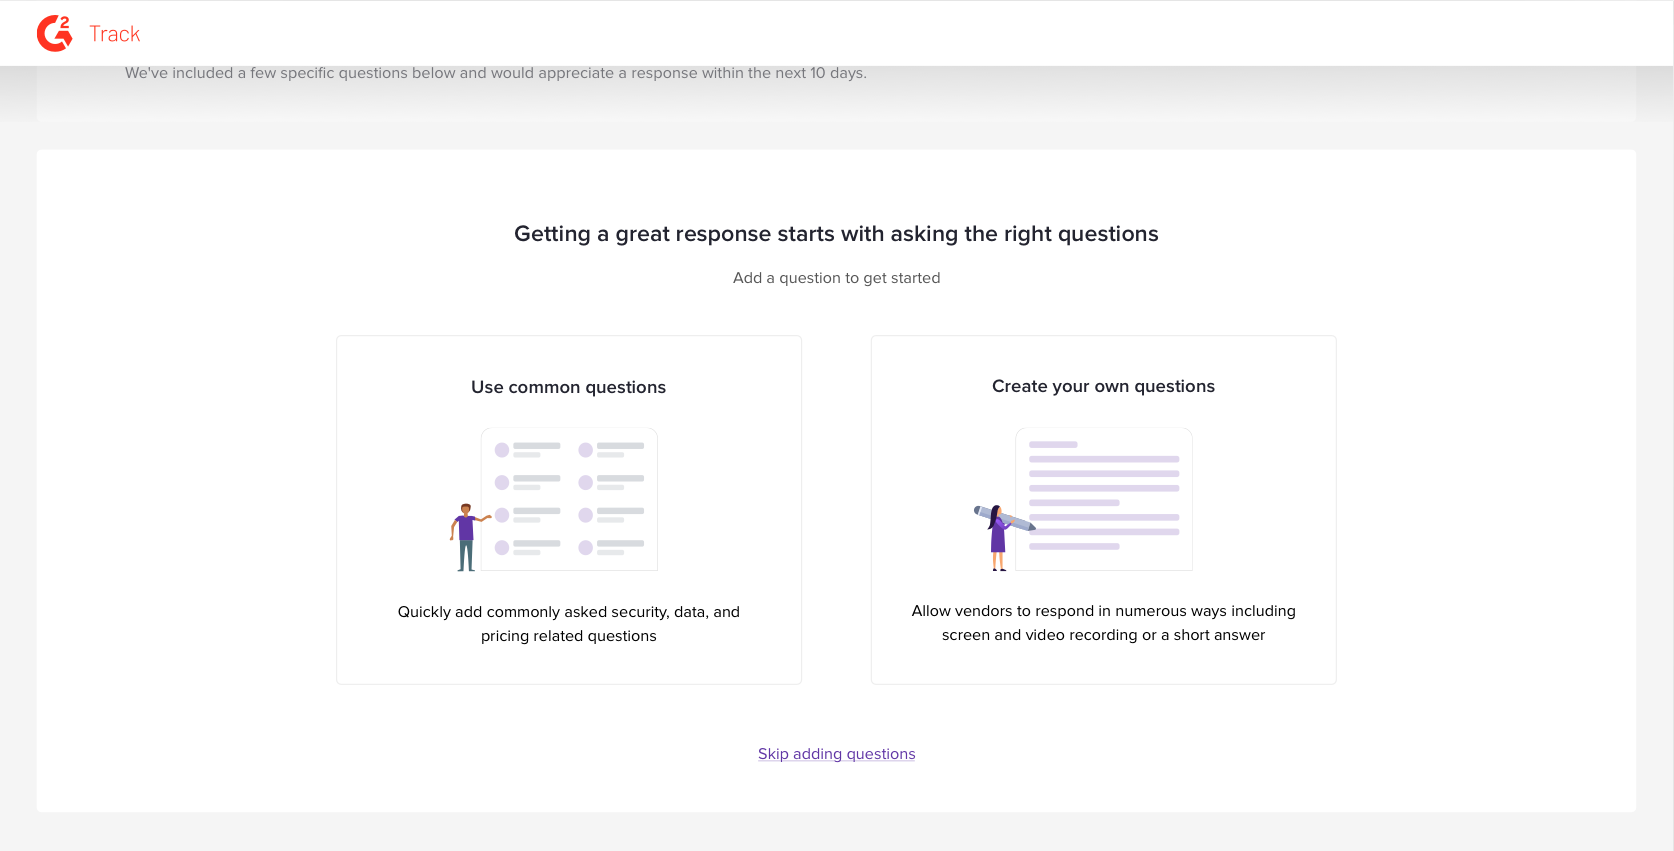 G2 Track
We've included a few specific questions below and would appreciate a response within the next 10 days.
Getting a great response starts with asking the right questions
Add a question to get started
Use common questions
Quickly add commonly asked security, data, and
pricing related questions
Create your own questions
Allow vendors to respond in numerous ways including
screen and video recording or a short answer
Skip adding questions